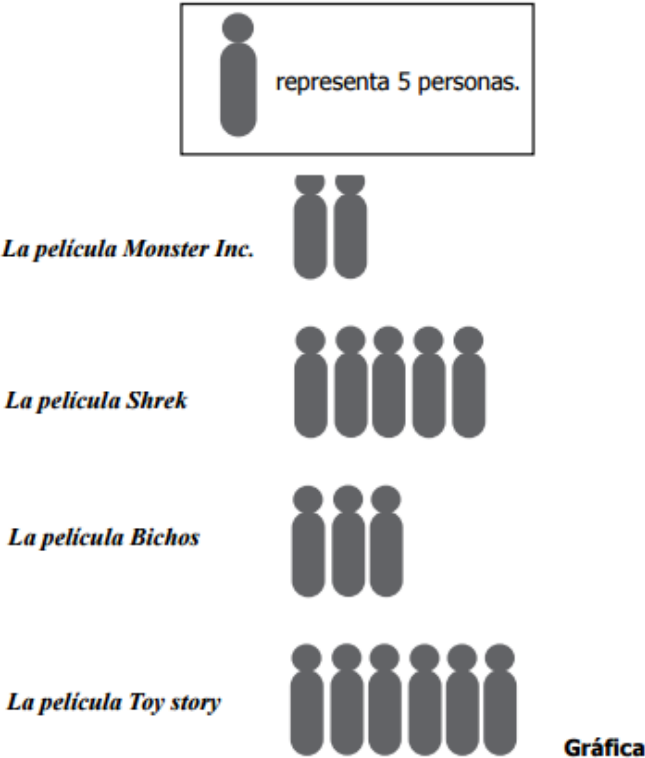 representa 5 personas.
La película Monster Inc.
La película Shrek
La película Bichos
La película Toy story
Gráfica